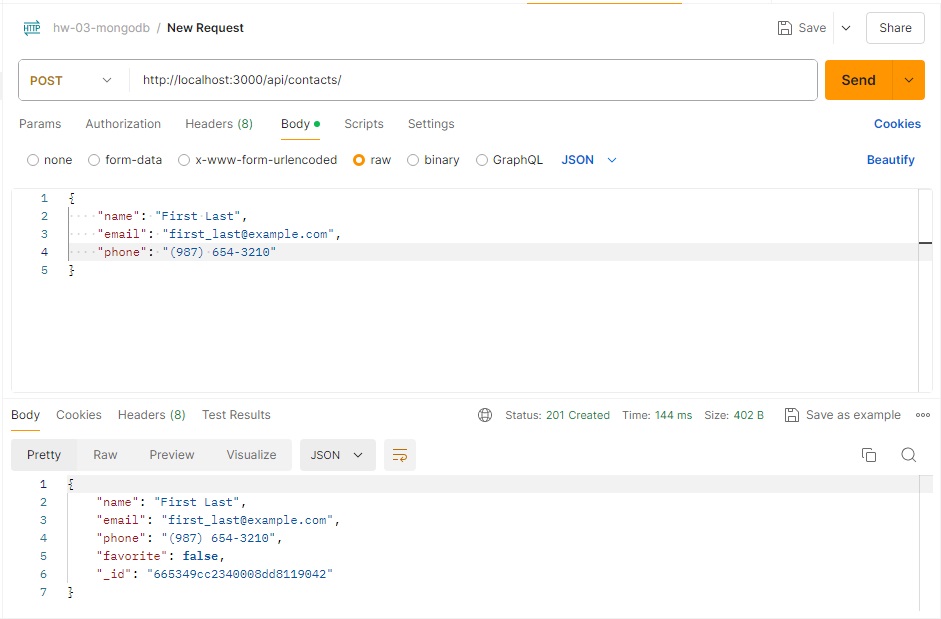 HTTP hw-03-mongodb / New Request Save Share
POST http://localhost:3000/api/contacts/ Send
Params Authorization Headers (8) Body Scripts Settings Cookies
none form-data x-www-form-urlencoded raw binary GraphQL JSON Beautify
1 {
2 "name": "First Last",
3 "email": "first_last@example.com",
4 "phone": "(987) 654-3210"
5 }
Body Cookies Headers (8) Test Results Status: 201 Created Time: 144 ms Size: 402 B Save as example
Pretty Raw Preview Visualize JSON
1 {
2 "name": "First Last",
3 "email": "first_last@example.com",
4 "phone": "(987) 654-3210",
5 "favorite": false,
6 "_id": "665349cc2340008dd8119042"
7 }